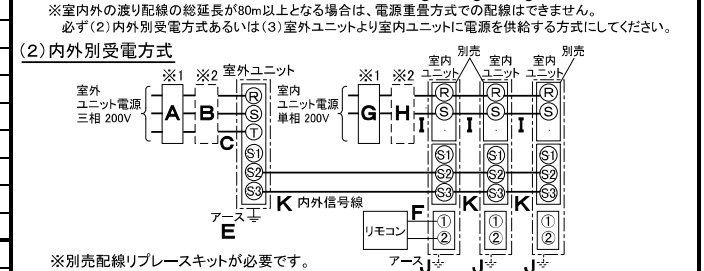 ※室内外の渡り配線の総延長が80m以上となる場合は、電源重畳方式での配線はできません。
必ず(2)内外別受電方式あるいは(3)室外ユニットより室内ユニットに電源を供給する方式にしてください。
(2)内外別受電方式
※1 ※2 室外ユニット
室外
ユニット電源
三相 200V
A B C
R
S
T
S1
S2
S3
アース
E
※1 ※2
室内
ユニット電源
単相 200V
G H
室内
ユニット
別売
室内
ユニット
室内
ユニット
別売
R R R
S S S
I I I
S1 S1 S1
S2 S2 S2
S3 S3 S3
K 内外信号線
K K
F
リモコン
① ① ①
② ② ②
アース J J J
※別売配線リプレースキットが必要です。